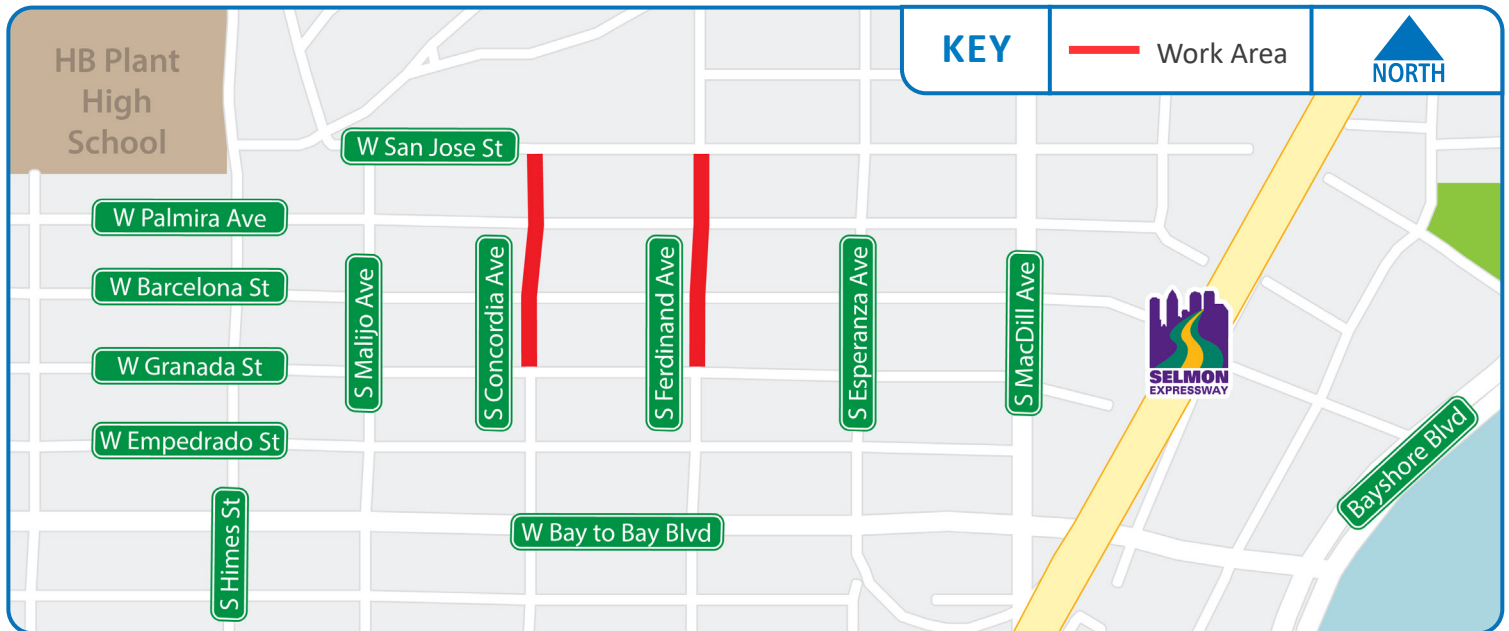 HB Plant
High
School
KEY
Work Area
NORTH
W San Jose St
W Palmira Ave
W Barcelona St
W Granada St
W Empedrado St
S Himes St
S Malijo Ave
S Concordia Ave
S Ferdinand Ave
S Esperanza Ave
S MacDill Ave
SELMON
EXPRESSWAY
W Bay to Bay Blvd
Bayshore Blvd